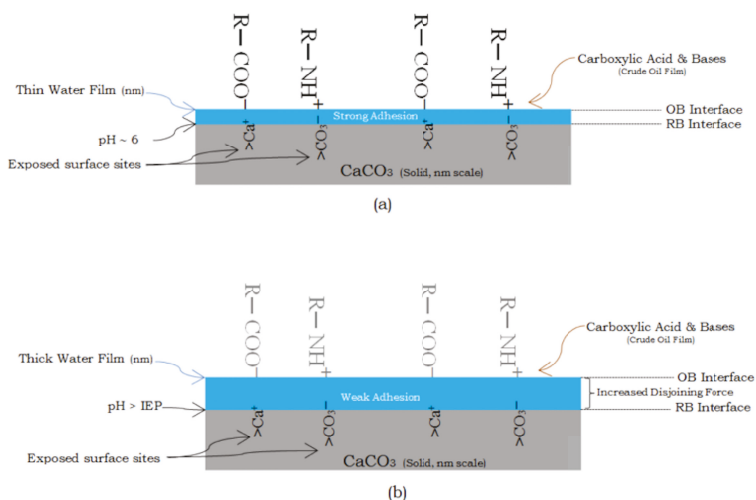 R—COO⁻
R—NH⁺
R—COO⁻
R—NH⁺
Carboxylic Acid & Bases
(Crude Oil Film)
Thin Water Film (nm)
OB Interface
Strong Adhesion
RB Interface
pH ~ 6
<Ca⁺
<CO₃⁻
<Ca⁺
<CO₃⁻
Exposed surface sites
CaCO₃ (Solid, nm scale)
(a)
R—COO⁻
R—NH⁺
R—COO⁻
R—NH⁺
Carboxylic Acid & Bases
(Crude Oil Film)
Thick Water Film (nm)
OB Interface
Increased Disjoining Force
Weak Adhesion
pH > IEP
RB Interface
<Ca⁺
<CO₃⁻
<Ca⁺
<CO₃⁻
Exposed surface sites
CaCO₃ (Solid, nm scale)
(b)